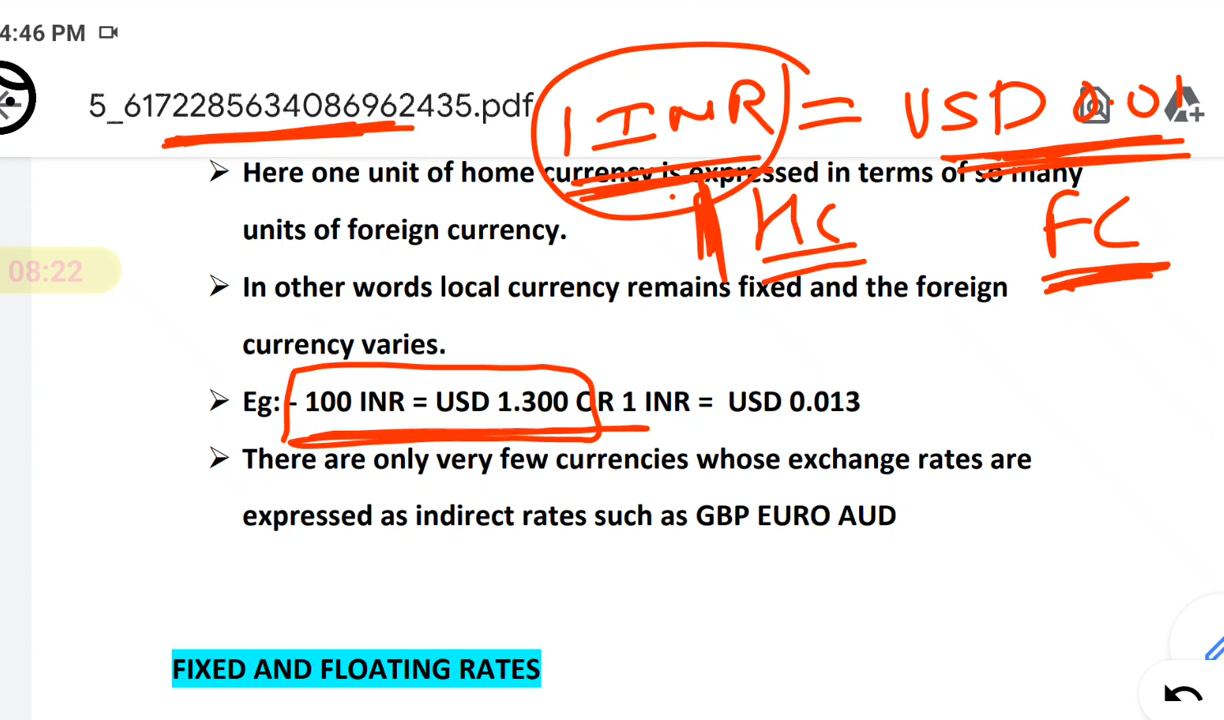 4:46 PM
5_6172285634086962435.pdf
1 INR = USD 0.01
Here one unit of home currency is expressed in terms of so many
HC FC
units of foreign currency.
08:22
In other words local currency remains fixed and the foreign
currency varies.
Eg: - 100 INR = USD 1.300 OR 1 INR = USD 0.013
There are only very few currencies whose exchange rates are
expressed as indirect rates such as GBP EURO AUD
FIXED AND FLOATING RATES